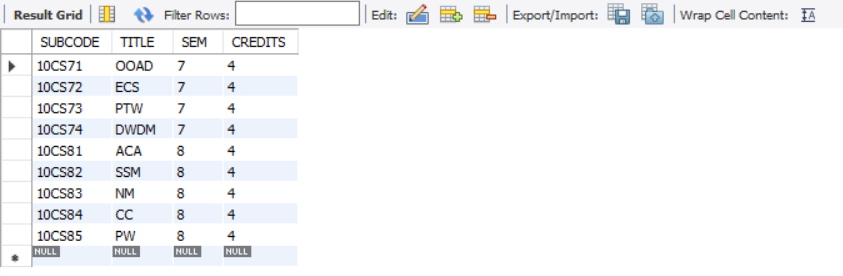 Result Grid Filter Rows: Edit: Export/Import: Wrap Cell Content: IA
SUBCODE TITLE SEM CREDITS
10CS71 OOAD 7 4
10CS72 ECS 7 4
10CS73 PTW 7 4
10CS74 DWDM 7 4
10CS81 ACA 8 4
10CS82 SSM 8 4
10CS83 NM 8 4
10CS84 CC 8 4
10CS85 PW 8 4
NULL NULL NULL NULL